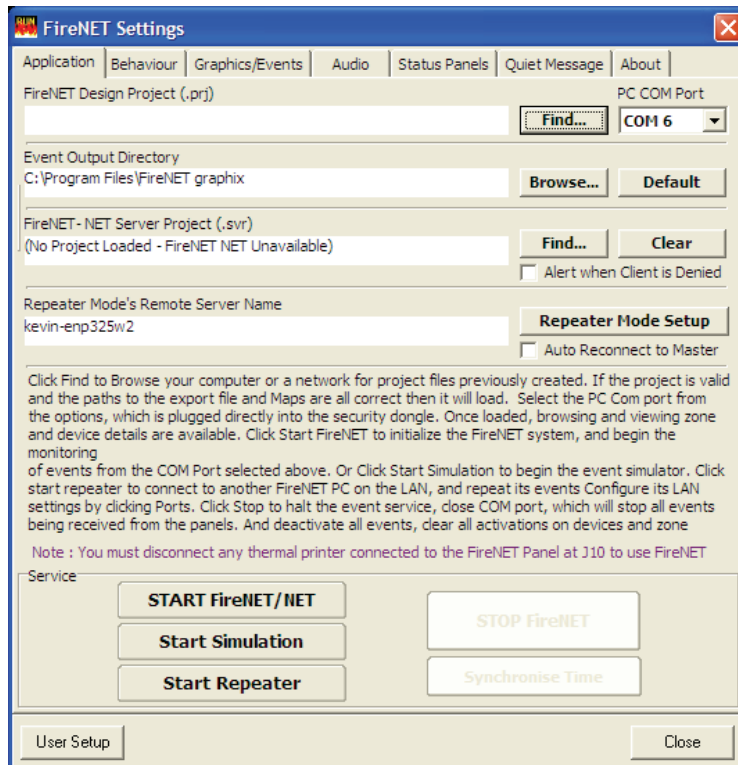 FireNET Settings
Application Behaviour Graphics/Events Audio Status Panels Quiet Message About
FireNET Design Project (.prj) PC COM Port
Find... COM 6
Event Output Directory
C:\Program Files\FireNET graphix Browse... Default
FireNET- NET Server Project (.svr)
(No Project Loaded - FireNET NET Unavailable) Find... Clear
Alert when Client is Denied
Repeater Mode's Remote Server Name
kevin-enp325w2 Repeater Mode Setup
Auto Reconnect to Master
Click Find to Browse your computer or a network for project files previously created. If the project is valid
and the paths to the export file and Maps are all correct then it will load. Select the PC Com port from
the options, which is plugged directly into the security dongle. Once loaded, browsing and viewing zone
and device details are available. Click Start FireNET to initialize the FireNET system, and begin the
monitoring
of events from the COM Port selected above. Or Click Start Simulation to begin the event simulator. Click
start repeater to connect to another FireNET PC on the LAN, and repeat its events Configure its LAN
settings by clicking Ports. Click Stop to halt the event service, close COM port, which will stop all events
being received from the panels. And deactivate all events, clear all activations on devices and zone
Note : You must disconnect any thermal printer connected to the FireNET Panel at J10 to use FireNET
Service
START FireNET/NET
STOP FireNET
Start Simulation
Start Repeater
Synchronise Time
User Setup Close